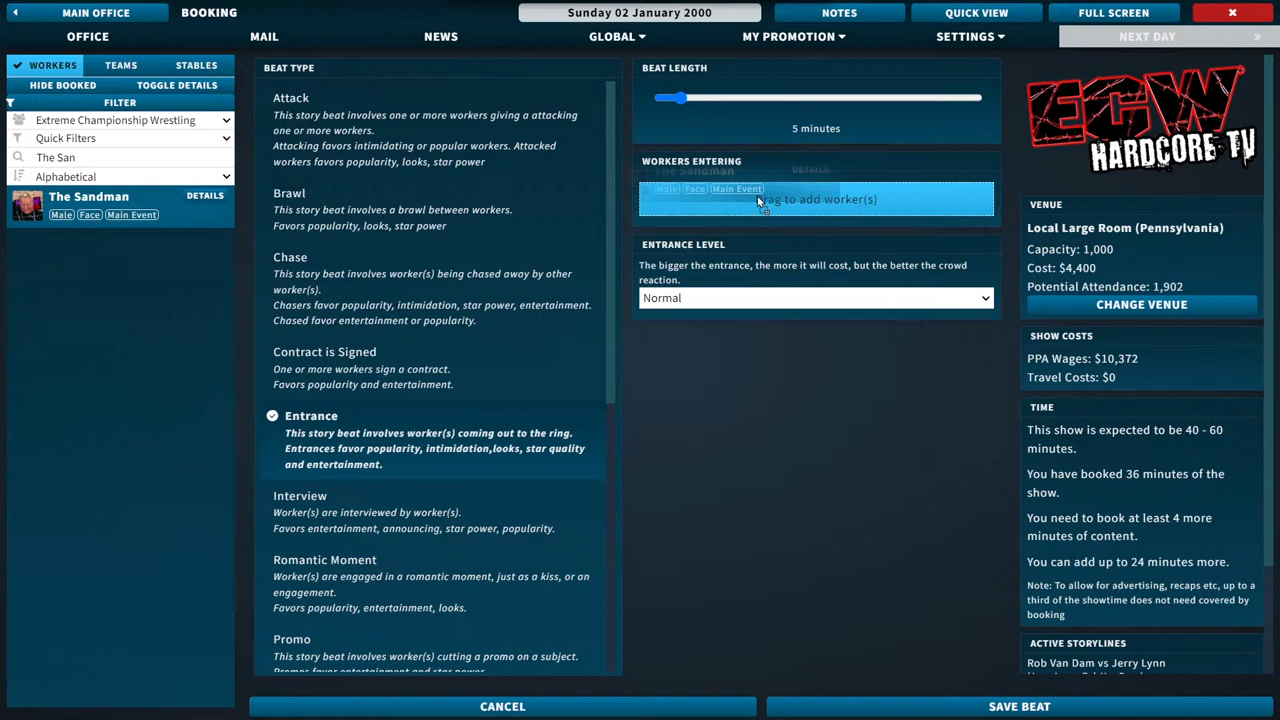 MAIN OFFICE
BOOKING
Sunday 02 January 2000
NOTES
QUICK VIEW
FULL SCREEN
OFFICE
MAIL
NEWS
GLOBAL
MY PROMOTION
SETTINGS
NEXT DAY
WORKERS
TEAMS
STABLES
HIDE BOOKED
TOGGLE DETAILS
FILTER
Extreme Championship Wrestling
Quick Filters
The San
Alphabetical
The Sandman
DETAILS
Male Face Main Event
BEAT TYPE
Attack
This story beat involves one or more workers giving a attacking
one or more workers.
Attacking favors intimidating or popular workers. Attacked
workers favors popularity, looks, star power
Brawl
This story beat involves a brawl between workers.
Favors popularity, looks, star power
Chase
This story beat involves worker(s) being chased away by other
worker(s).
Chasers favor popularity, intimidation, star power, entertainment.
Chased favor entertainment or popularity.
Contract is Signed
One or more workers sign a contract.
Favors popularity and entertainment.
Entrance
This story beat involves worker(s) coming out to the ring.
Entrances favor popularity, intimidation,looks, star quality
and entertainment.
Interview
Worker(s) are interviewed by worker(s).
Favors entertainment, announcing, star power, popularity.
Romantic Moment
Worker(s) are engaged in a romantic moment, just as a kiss, or an
engagement.
Favors popularity, entertainment, looks.
Promo
This story beat involves worker(s) cutting a promo on a subject.
Promos favor entertainment and star power
BEAT LENGTH
5 minutes
WORKERS ENTERING
The Sandman
DETAILS
Male Face Main Event
rag to add worker(s)
ENTRANCE LEVEL
The bigger the entrance, the more it will cost, but the better the crowd
reaction.
Normal
ECW
HARDCORE TV
VENUE
Local Large Room (Pennsylvania)
Capacity: 1,000
Cost: $4,400
Potential Attendance: 1,902
CHANGE VENUE
SHOW COSTS
PPA Wages: $10,372
Travel Costs: $0
TIME
This show is expected to be 40 - 60
minutes.
You have booked 36 minutes of the
show.
You need to book at least 4 more
minutes of content.
You can add up to 24 minutes more.
Note: To allow for advertising, recaps etc, up to a
third of the showtime does not need covered by
booking
ACTIVE STORYLINES
Rob Van Dam vs Jerry Lynn
CANCEL
SAVE BEAT